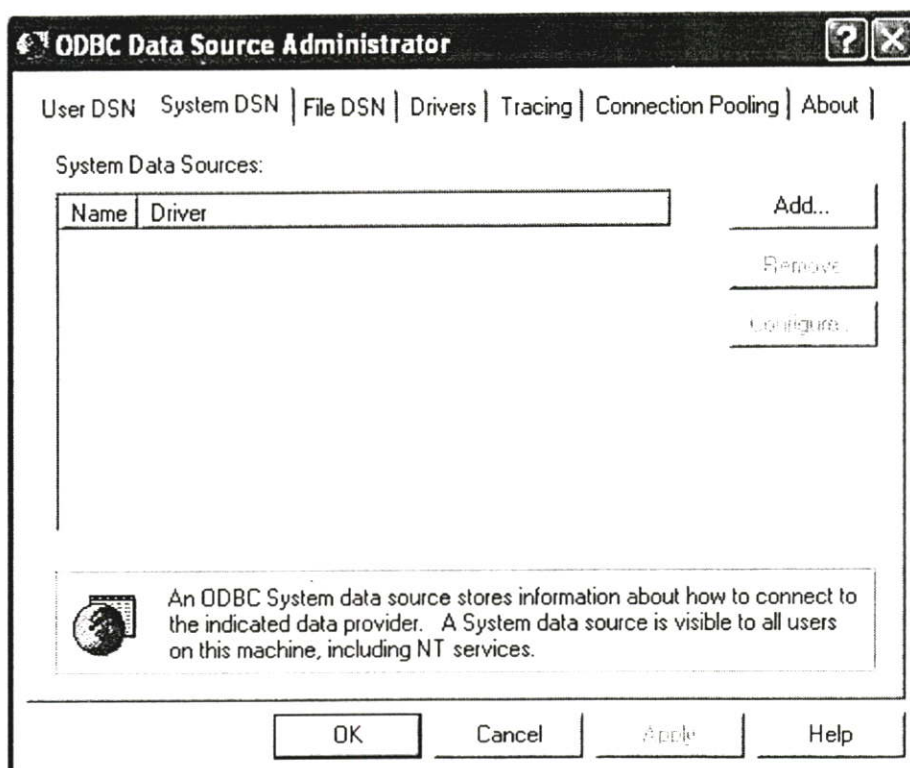 ODBC Data Source Administrator
User DSN System DSN File DSN Drivers Tracing Connection Pooling About
System Data Sources:
Name Driver
Add...
Remove
Configure...
An ODBC System data source stores information about how to connect to
the indicated data provider. A System data source is visible to all users
on this machine, including NT services.
OK Cancel Apply Help